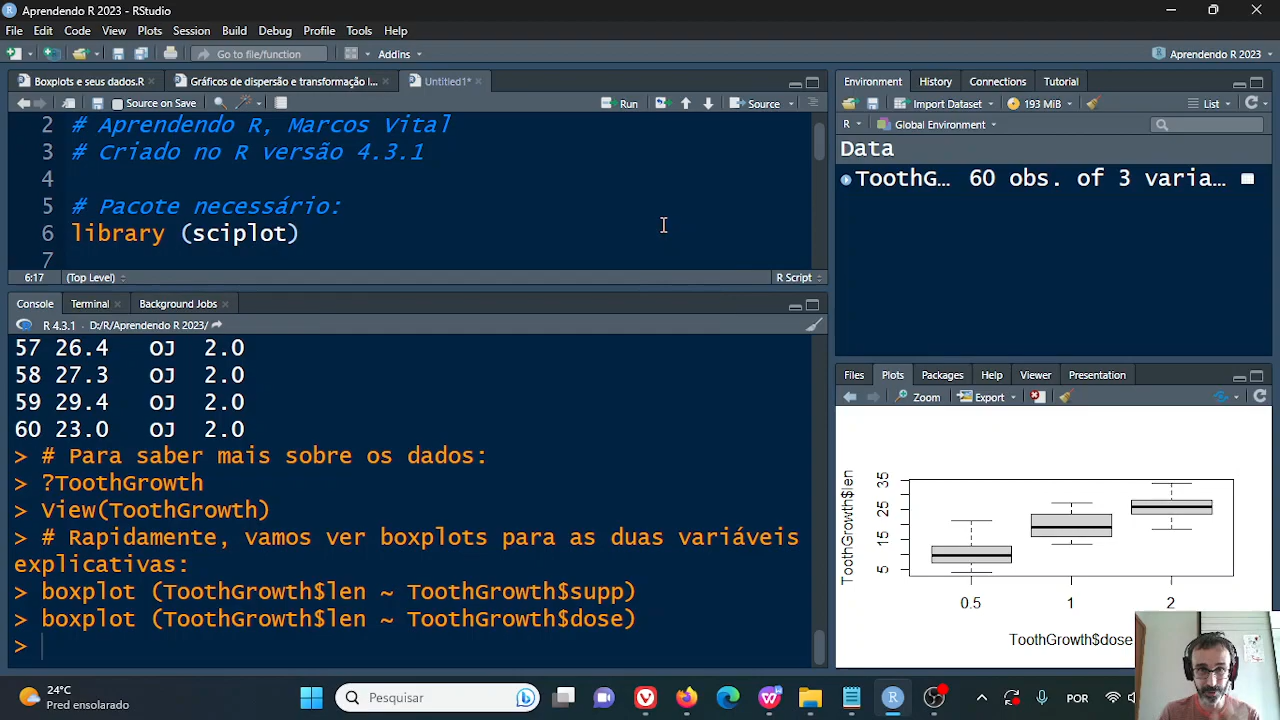 Aprendendo R 2023 - RStudio
File Edit Code View Plots Session Build Debug Profile Tools Help
Go to file/function Addins Aprendendo R 2023
Boxplots e seus dados.R Gráficos de dispersão e transformação l... Untitled1*
Source on Save Run Source
2 # Aprendendo R, Marcos Vital
3 # Criado no R versão 4.3.1
4
5 # Pacote necessário:
6 library (sciplot)
7
6:17 (Top Level) R Script
Console Terminal Background Jobs
R 4.3.1 · D:/R/Aprendendo R 2023/
57 26.4 OJ 2.0
58 27.3 OJ 2.0
59 29.4 OJ 2.0
60 23.0 OJ 2.0
> # Para saber mais sobre os dados:
> ?ToothGrowth
> View(ToothGrowth)
> # Rapidamente, vamos ver boxplots para as duas variáveis
explicativas:
> boxplot (ToothGrowth$len ~ ToothGrowth$supp)
> boxplot (ToothGrowth$len ~ ToothGrowth$dose)
>
Environment History Connections Tutorial
Import Dataset 193 MiB List
R Global Environment
Data
ToothG... 60 obs. of 3 varia...
Files Plots Packages Help Viewer Presentation
Zoom Export
ToothGrowth$len
35
25
15
5
0.5 1 2
ToothGrowth$dose
24°C
Pred ensolarado
Pesquisar
POR